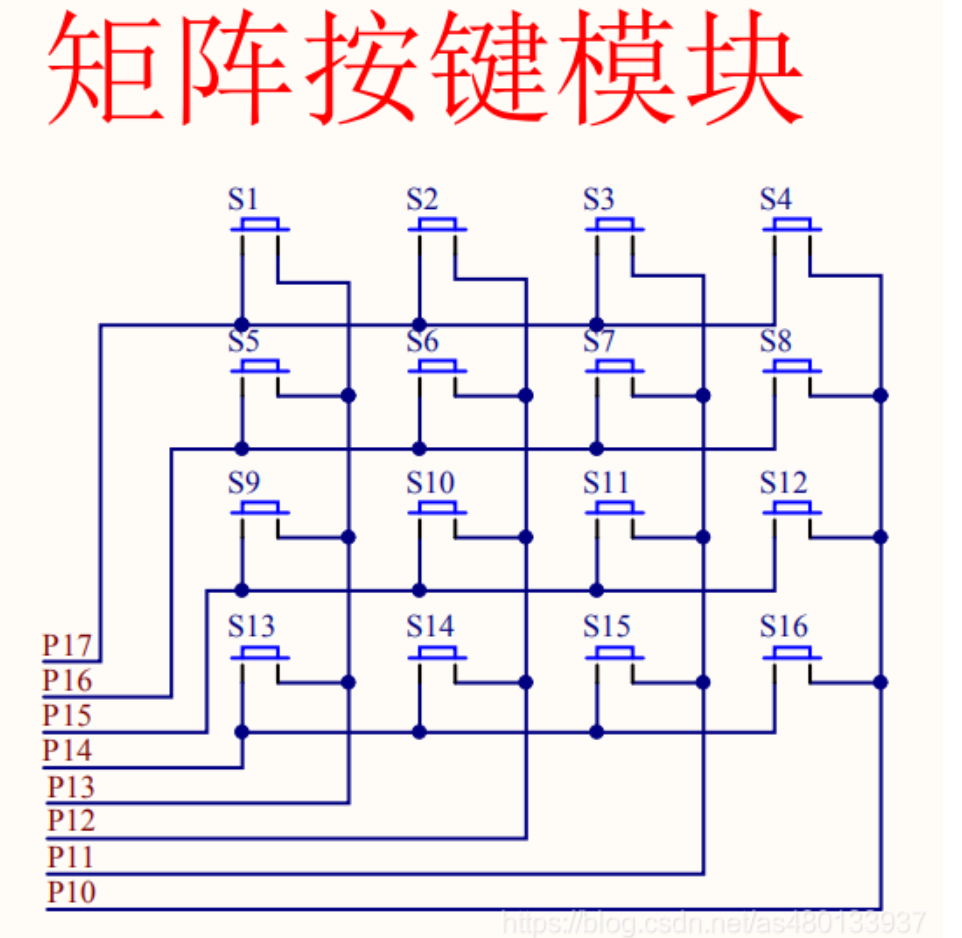 矩阵按键模块
S1 S2 S3 S4
S5 S6 S7 S8
S9 S10 S11 S12
S13 S14 S15 S16
P17
P16
P15
P14
P13
P12
P11
P10
https://blog.csdn.net/as480133937